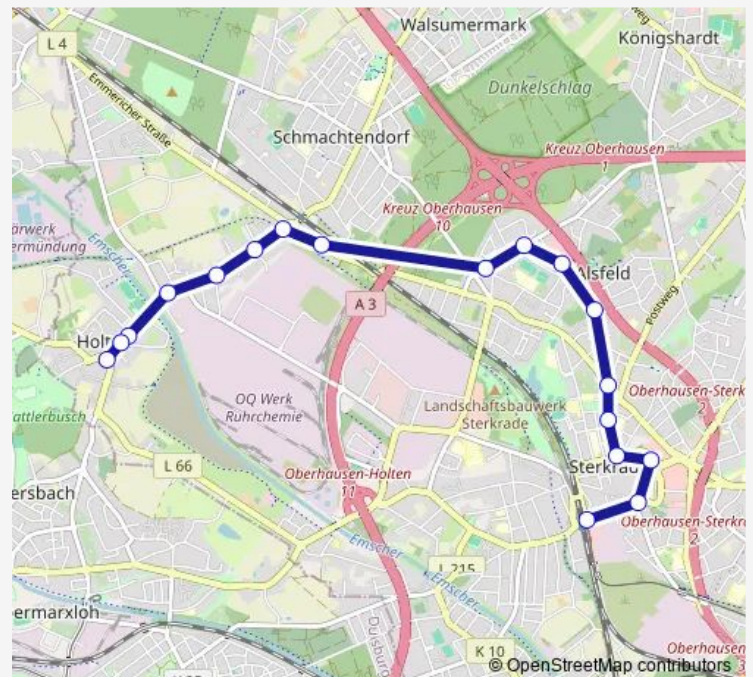 Walsumermark
L 4
Königshardt
Emmericher Straße
Dunkelschlag
Schmachtendorf
Kreuz Oberhausen
1
Kreuz Oberhausen
10
Emscher
Alsfeld
A 3
Postweg
Holt
OQ Werk
Ruhrchemie
Landschaftsbauwerk
Sterkrade
Oberhausen-Sterk
2
L 66
Oberhausen-Holten
11
Sterkrad
Oberhausen-Sterkr
2
Emscher
L 215
Emscher
Duisburg
K 10
Oberhausen
© OpenStreetMap contributors